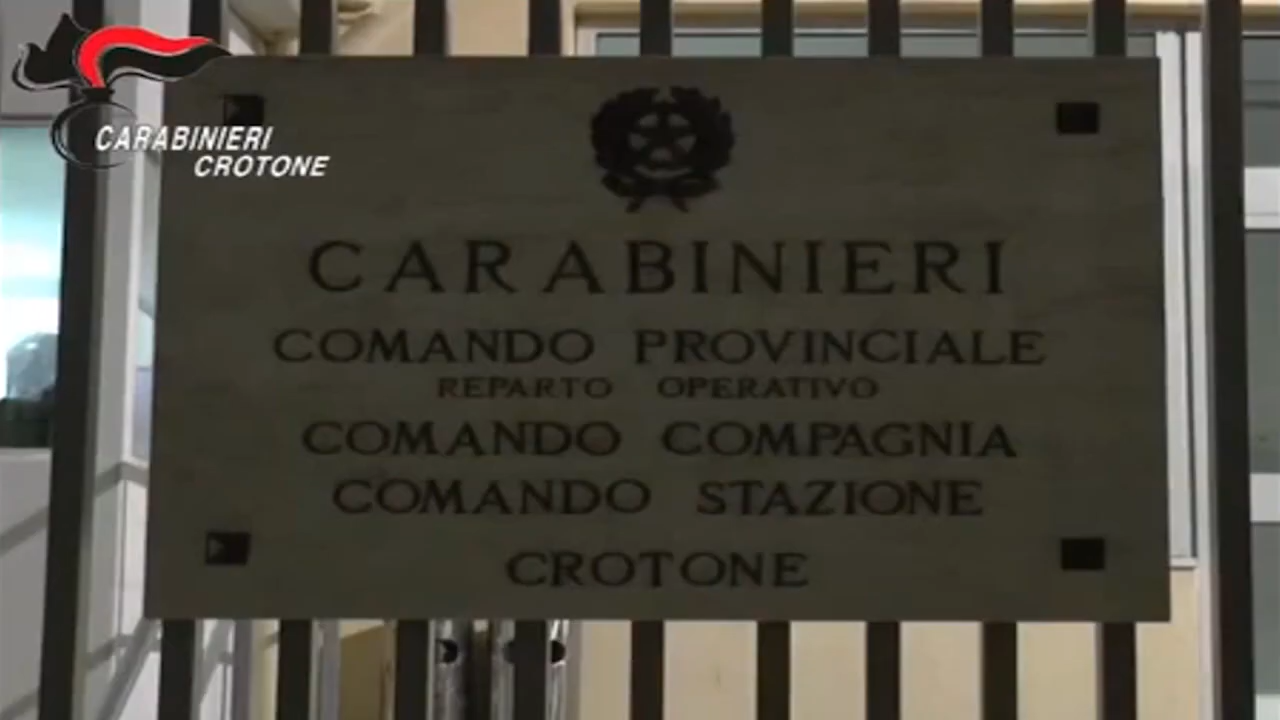 CARABINIERI
CROTONE
CARABINIERI
COMANDO PROVINCIALE
REPARTO OPERATIVO
COMANDO COMPAGNIA
COMANDO STAZIONE
CROTONE